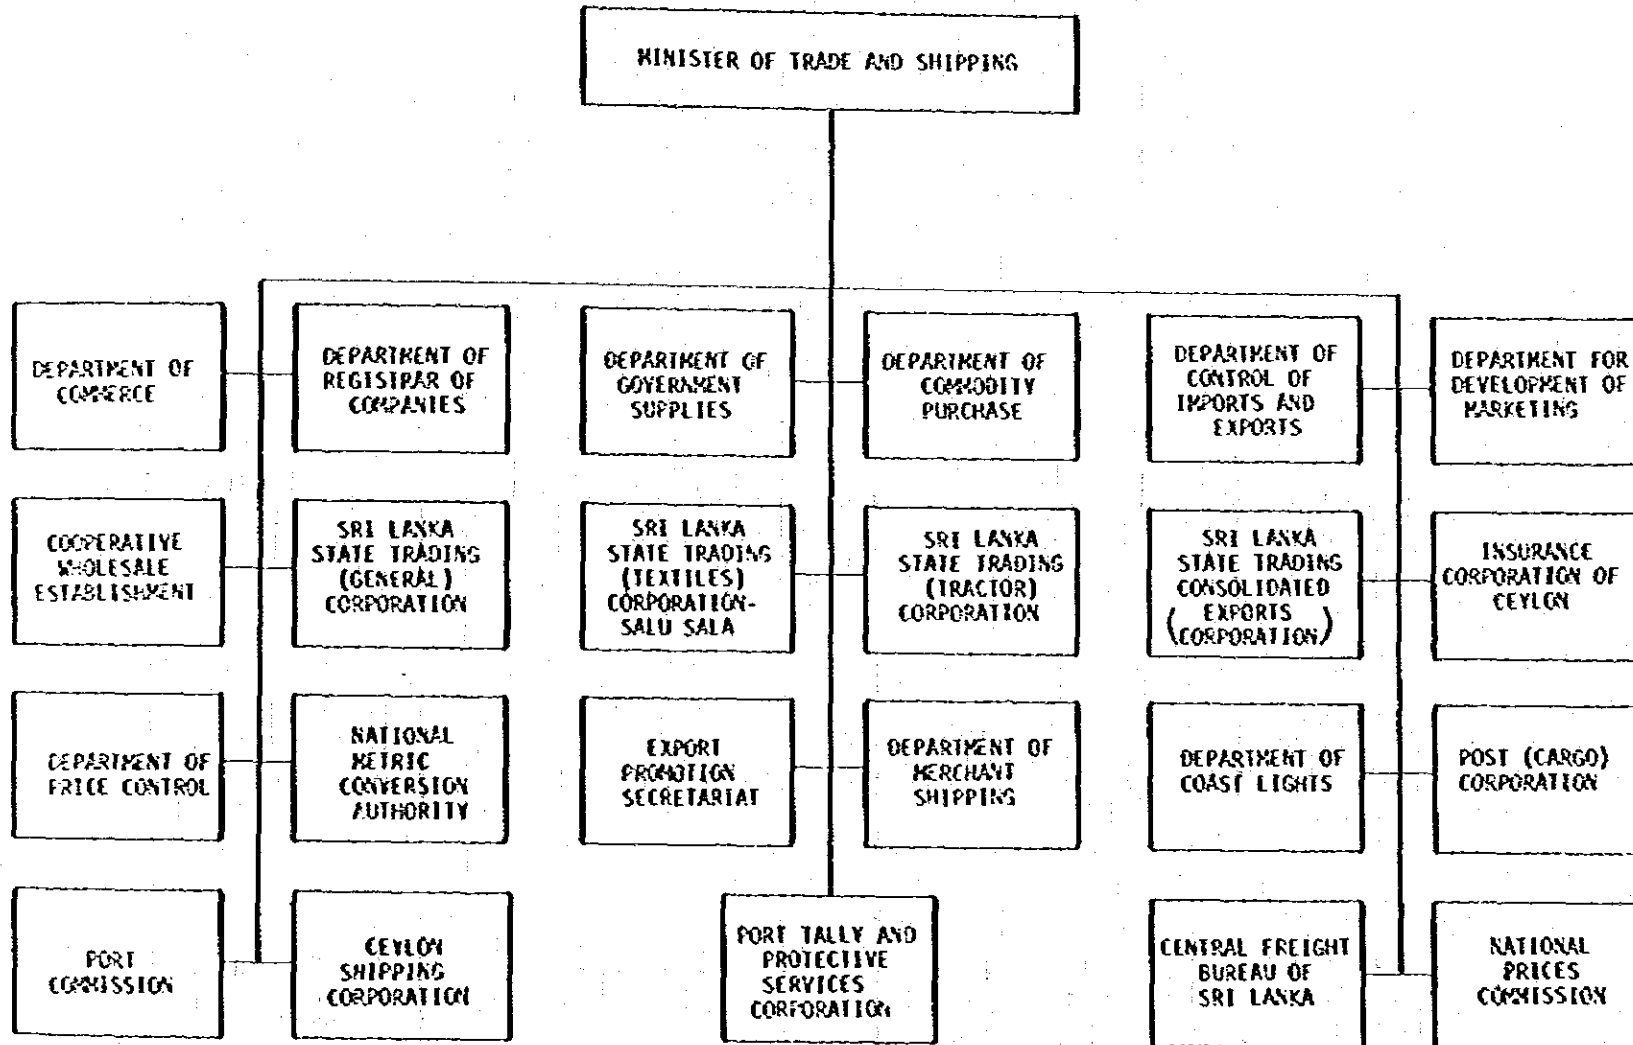 MINISTER OF TRADE AND SHIPPING
DEPARTMENT OF
COMMERCE
DEPARTMENT OF
REGISTRAR OF
COMPANIES
DEPARTMENT OF
GOVERNMENT
SUPPLIES
DEPARTMENT OF
COMMODITY
PURCHASE
DEPARTMENT OF
CONTROL OF
IMPORTS AND
EXPORTS
DEPARTMENT FOR
DEVELOPMENT OF
MARKETING
COOPERATIVE
WHOLESALE
ESTABLISHMENT
SRI LANKA
STATE TRADING
(GENERAL)
CORPORATION
SRI LANKA
STATE TRADING
(TEXTILES)
CORPORATION-
SALU SALA
SRI LANKA
STATE TRADING
(TRACTOR)
CORPORATION
SRI LANKA
STATE TRADING
CONSOLIDATED
EXPORTS
(CORPORATION)
INSURANCE
CORPORATION OF
CEYLON
DEPARTMENT OF
PRICE CONTROL
NATIONAL
METRIC
CONVERSION
AUTHORITY
EXPORT
PROMOTION
SECRETARIAT
DEPARTMENT OF
MERCHANT
SHIPPING
DEPARTMENT OF
COAST LIGHTS
POST (CARGO)
CORPORATION
PORT
COMMISSION
CEYLON
SHIPPING
CORPORATION
PORT TALLY AND
PROTECTIVE
SERVICES
CORPORATION
CENTRAL FREIGHT
BUREAU OF
SRI LANKA
NATIONAL
PRICES
COMMISSION